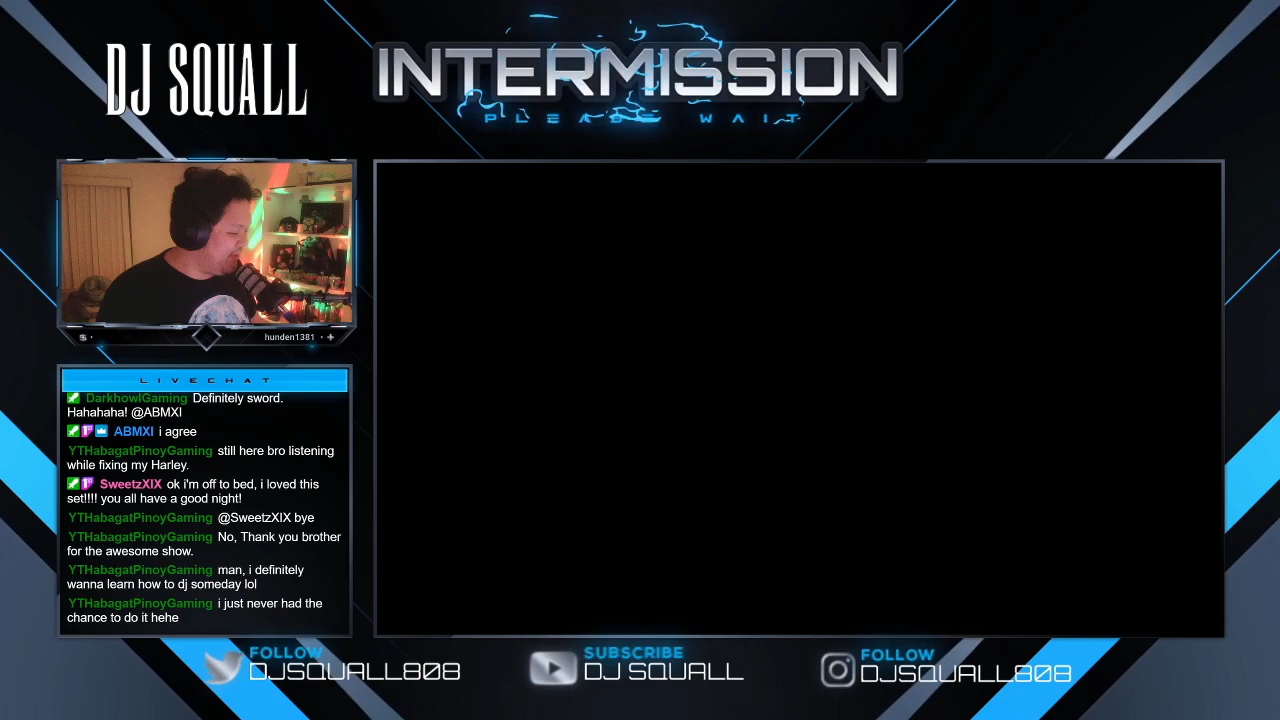 DJ SQUALL
INTERMISSION
PLEASE WAIT
hunden1381
LIVECHAT
DarkhowlGaming Definitely sword.
Hahahaha! @ABMXI
ABMXI i agree
YTHabagatPinoyGaming still here bro listening
while fixing my Harley.
SweetzXIX ok i'm off to bed, i loved this
set!!!! you all have a good night!
YTHabagatPinoyGaming @SweetzXIX bye
YTHabagatPinoyGaming No, Thank you brother
for the awesome show.
YTHabagatPinoyGaming man, i definitely
wanna learn how to dj someday lol
YTHabagatPinoyGaming i just never had the
chance to do it hehe
FOLLOW
DJSQUALL808
SUBSCRIBE
DJ SQUALL
FOLLOW
DJSQUALL808